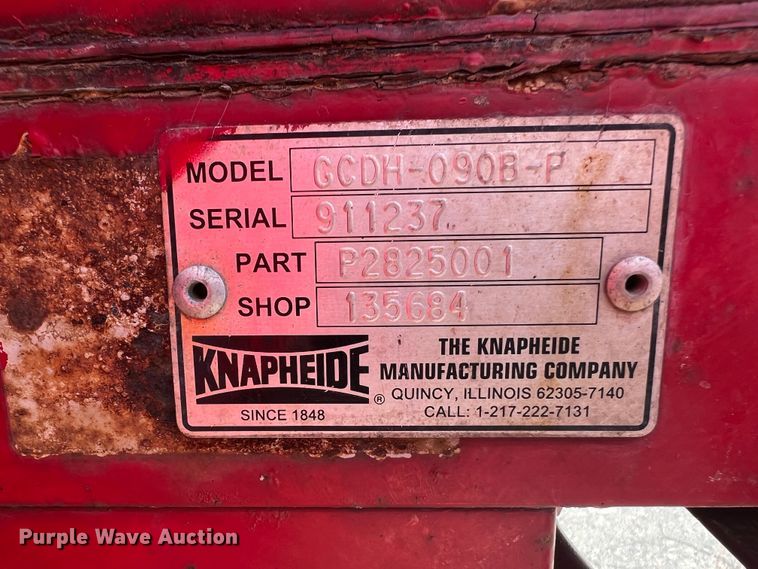 MODEL GCDH-090B-P
SERIAL 911237
PART P2825001
SHOP 135684
KNAPHEIDE ®
SINCE 1848
THE KNAPHEIDE
MANUFACTURING COMPANY
QUINCY, ILLINOIS 62305-7140
CALL: 1-217-222-7131
Purple Wave Auction